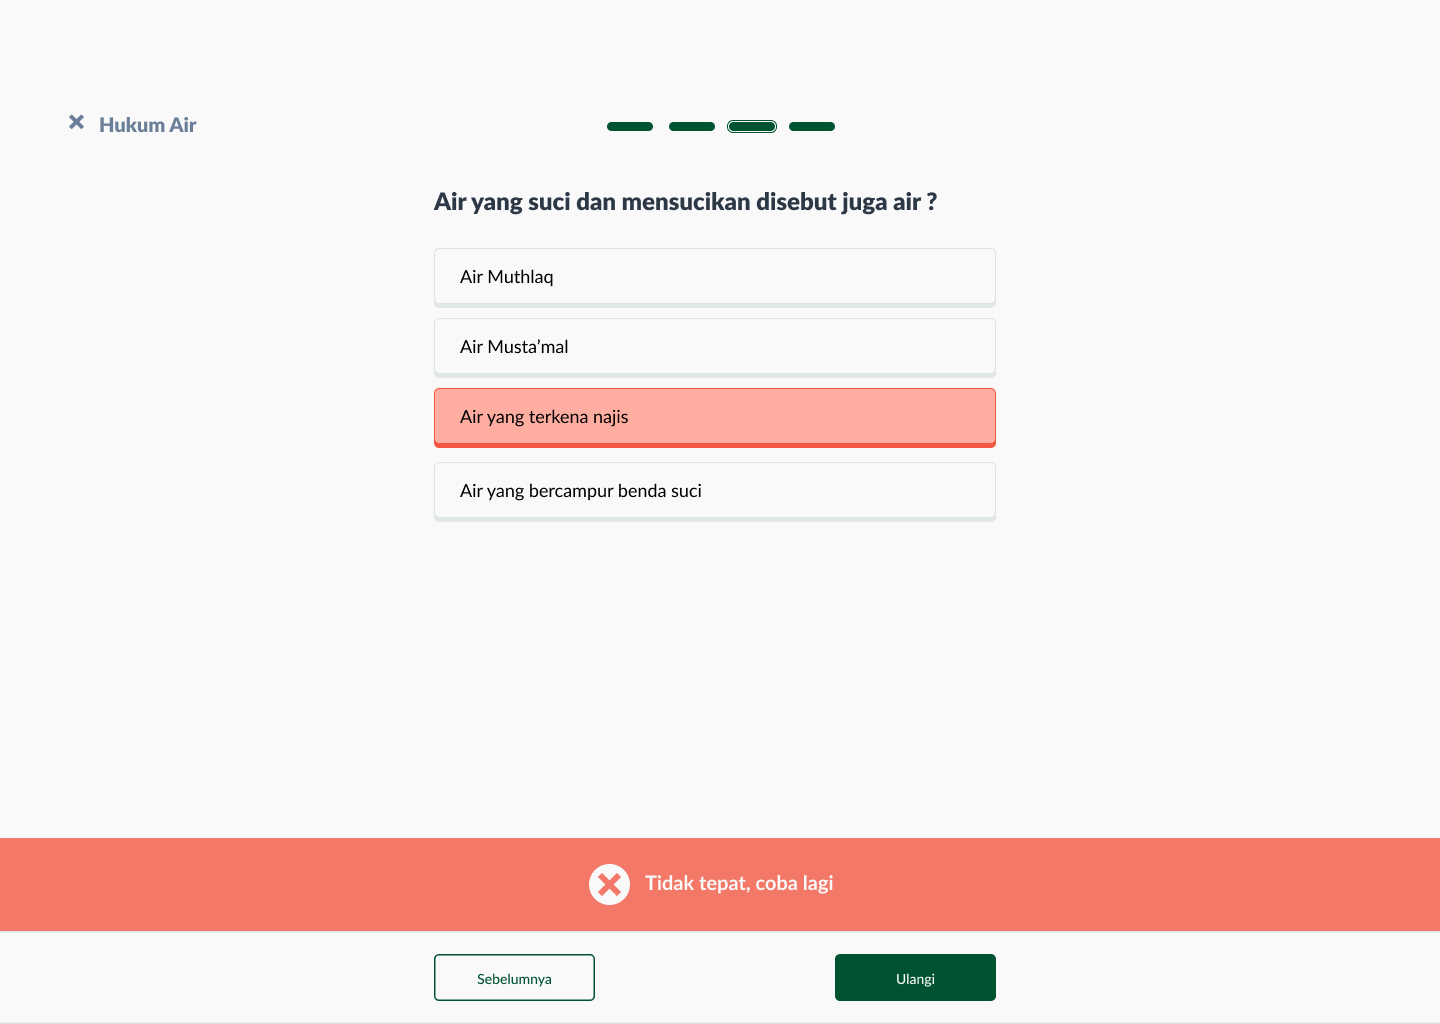 Hukum Air
Air yang suci dan mensucikan disebut juga air ?
Air Muthlaq
Air Musta’mal
Air yang terkena najis
Air yang bercampur benda suci
Tidak tepat, coba lagi
Sebelumnya
Ulangi